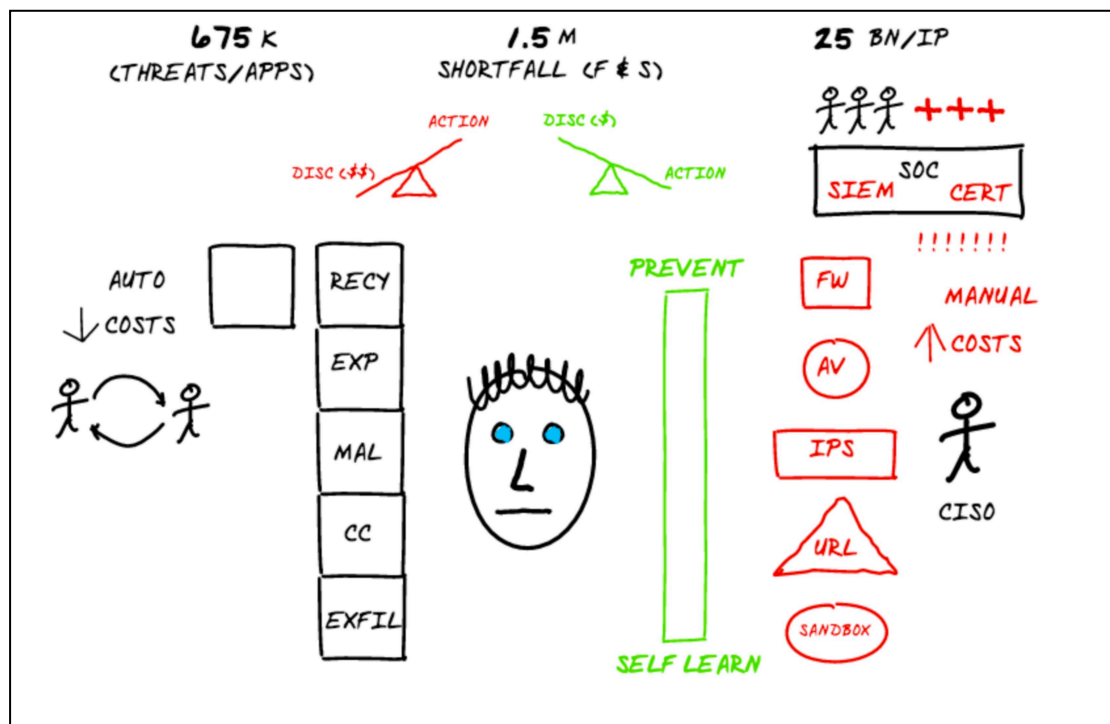 675 K
(THREATS/APPS)
1.5 M
SHORTFALL (F & S)
25 BN/IP
ACTION
DISC ($$)
DISC ($)
ACTION
+++
SOC
SIEM
CERT
!!!!!!!
AUTO
↓ COSTS
RECY
EXP
MAL
CC
EXFIL
PREVENT
SELF LEARN
FW
AV
IPS
URL
SANDBOX
MANUAL
↑ COSTS
CISO